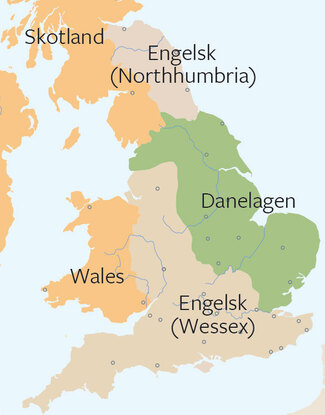 Skotland
Engelsk
(Northhumbria)
Danelagen
Wales
Engelsk
(Wessex)